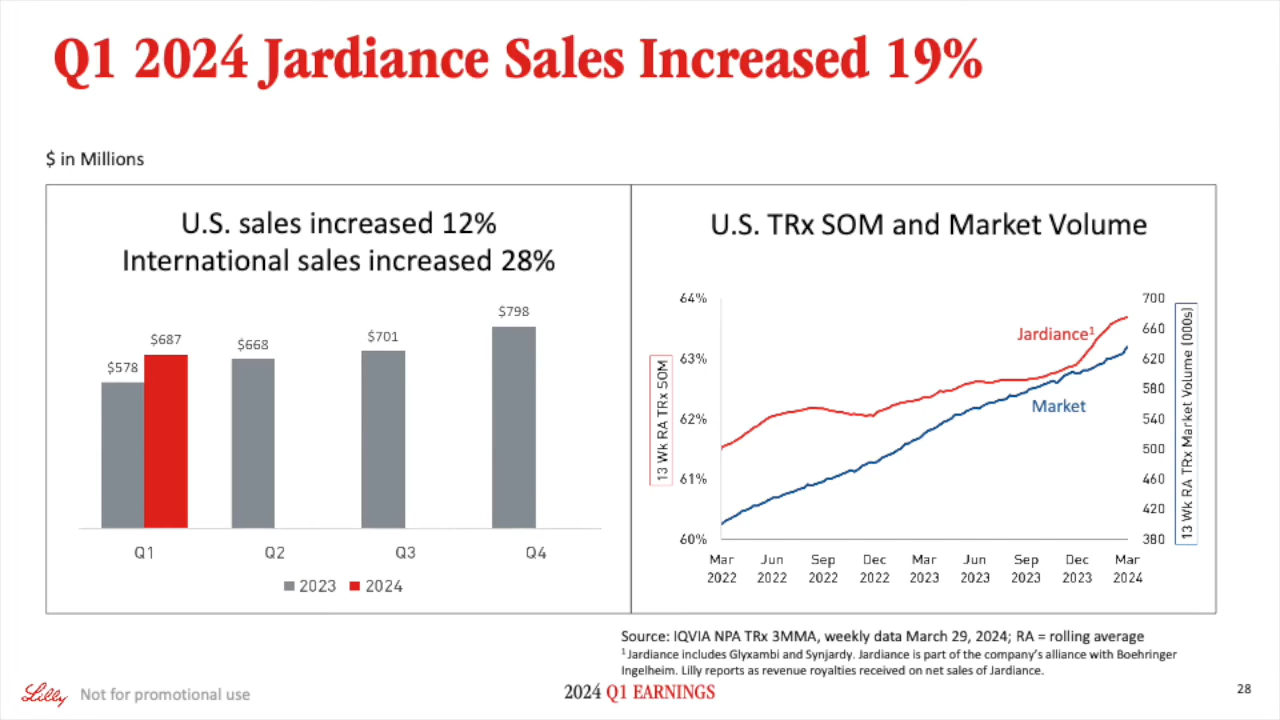 Q1 2024 Jardiance Sales Increased 19%
$ in Millions
U.S. sales increased 12%
International sales increased 28%
$578
$687
$668
$701
$798
Q1
Q2
Q3
Q4
2023
2024
U.S. TRx SOM and Market Volume
13 Wk RA TRx SOM
64%
63%
62%
61%
60%
Jardiance¹
Market
700
660
620
580
540
500
460
420
380
13 Wk RA TRx Market Volume (000s)
Mar Jun Sep Dec Mar Jun Sep Dec Mar
2022 2022 2022 2022 2023 2023 2023 2023 2024
Source: IQVIA NPA TRx 3MMA, weekly data March 29, 2024; RA = rolling average
¹ Jardiance includes Glyxambi and Synjardy. Jardiance is part of the company's alliance with Boehringer
Ingelheim. Lilly reports as revenue royalties received on net sales of Jardiance.
Lilly
Not for promotional use
2024 Q1 EARNINGS
28